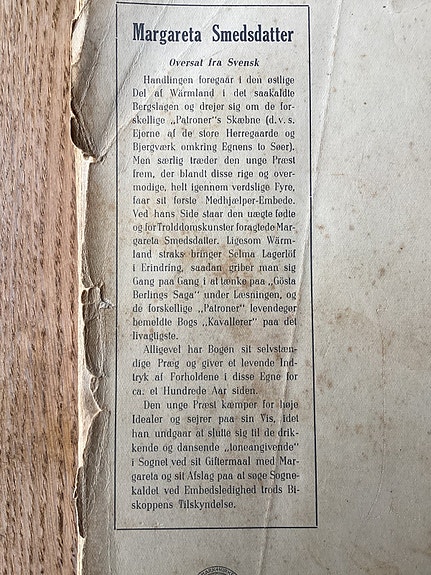 Margareta Smedsdatter
Oversat fra Svensk
Handlingen foregaar i den østlige
Del af Wärmland i det saakaldte
Bergslagen og drejer sig om de for-
skellige „Patroner"s Skæbne (d. v. s.
Ejerne af de store Herregaarde og
Bjergværk omkring Egnens to Søer).
Men særlig træder den unge Præst
frem, der blandt disse rige og over-
modige, helt igennem verdslige Fyre,
faar sit første Medhjælper-Embede.
Ved hans Side staar den uægte fødte
og for Trolddomskunster foragtede Mar-
gareta Smedsdatter. Ligesom Wärm-
land straks bringer Selma Lagerlöf
i Erindring, saadan griber man sig
Gang paa Gang i at tænke paa „Gösta
Berlings Saga" under Læsningen, og
de forskellige „Patroner" levendegør
bemeldte Bogs „Kavallerer" paa det
livagtigste.
Alligevel har Bogen sit selvstæn-
dige Præg og giver et levende Ind-
tryk af Forholdene i disse Egne for
ca. et Hundrede Aar siden.
Den unge Præst kæmper for høje
Idealer og sejrer paa sin Vis, idet
han undgaar at slutte sig til de drik-
kende og dansende „toneangivende"
i Sognet ved sit Giftermaal med Mar-
gareta og sit Afslag paa at søge Sogne-
kaldet ved Embedsledighed trods Bi-
skoppens Tilskyndelse.